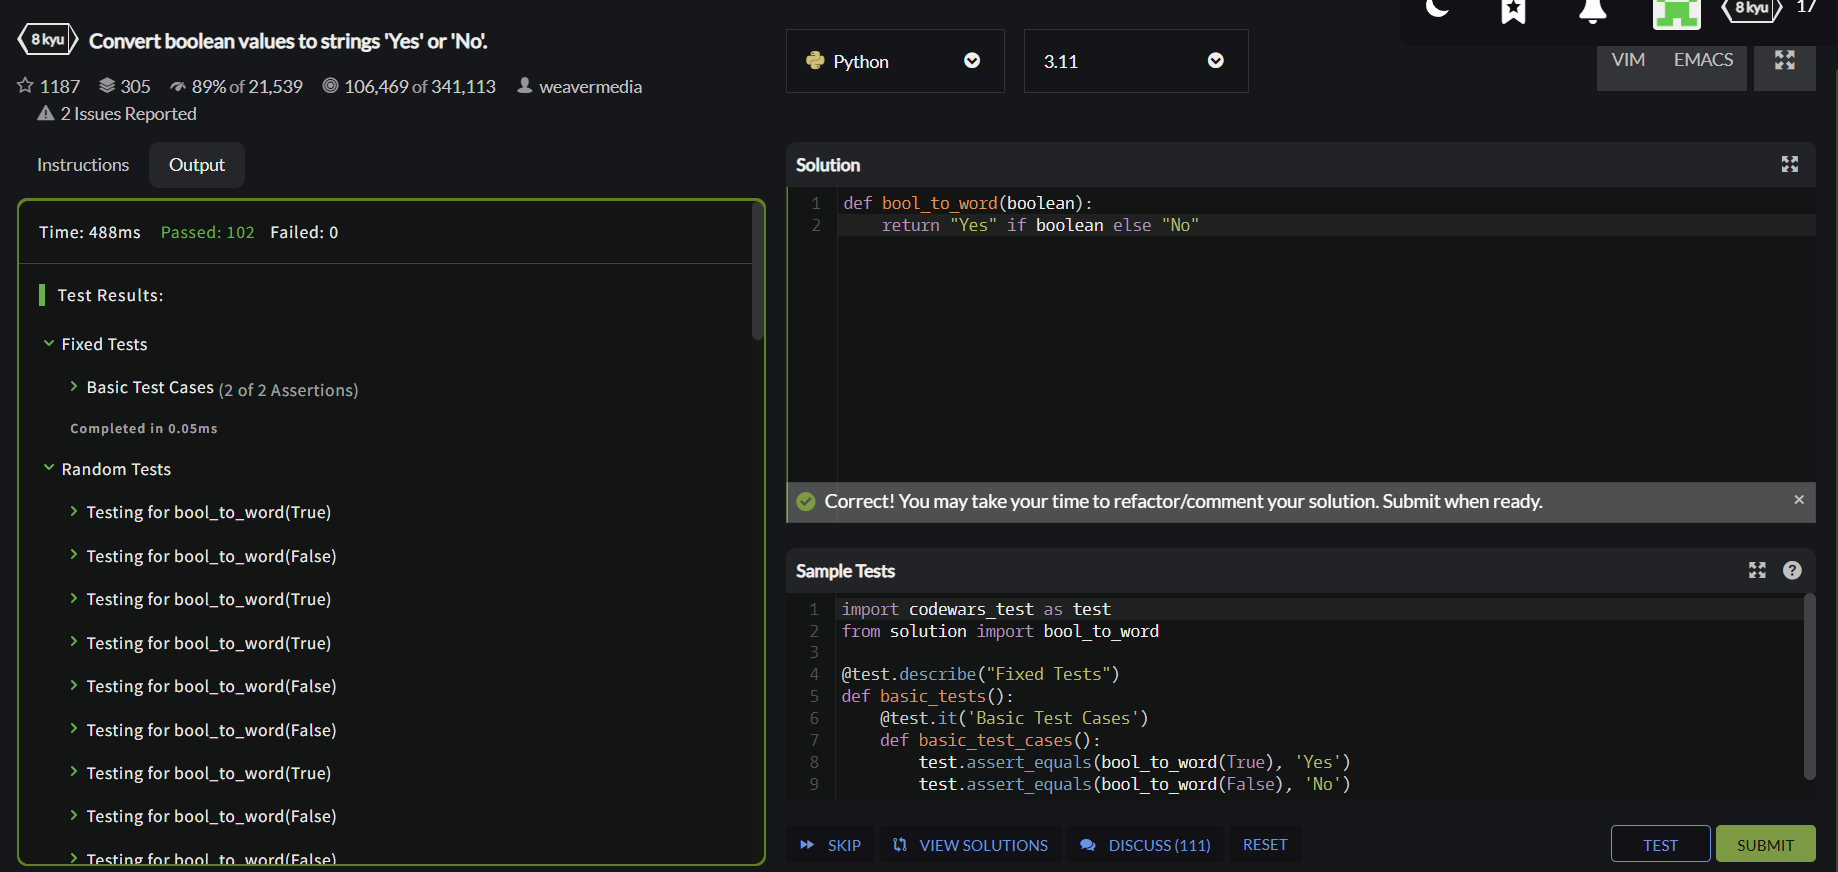 8 kyu Convert boolean values to strings 'Yes' or 'No'.
1187 305 89% of 21,539 106,469 of 341,113 weavermedia
2 Issues Reported
Instructions Output
Time: 488ms Passed: 102 Failed: 0
Test Results:
Fixed Tests
Basic Test Cases (2 of 2 Assertions)
Completed in 0.05ms
Random Tests
Testing for bool_to_word(True)
Testing for bool_to_word(False)
Testing for bool_to_word(True)
Testing for bool_to_word(True)
Testing for bool_to_word(False)
Testing for bool_to_word(False)
Testing for bool_to_word(True)
Testing for bool_to_word(False)
Testing for bool_to_word(False)
8 kyu 17
Python 3.11 VIM EMACS
Solution
1 def bool_to_word(boolean):
2 return "Yes" if boolean else "No"
Correct! You may take your time to refactor/comment your solution. Submit when ready. ×
Sample Tests ?
1 import codewars_test as test
2 from solution import bool_to_word
3
4 @test.describe("Fixed Tests")
5 def basic_tests():
6 @test.it('Basic Test Cases')
7 def basic_test_cases():
8 test.assert_equals(bool_to_word(True), 'Yes')
9 test.assert_equals(bool_to_word(False), 'No')
SKIP VIEW SOLUTIONS DISCUSS (111) RESET TEST SUBMIT